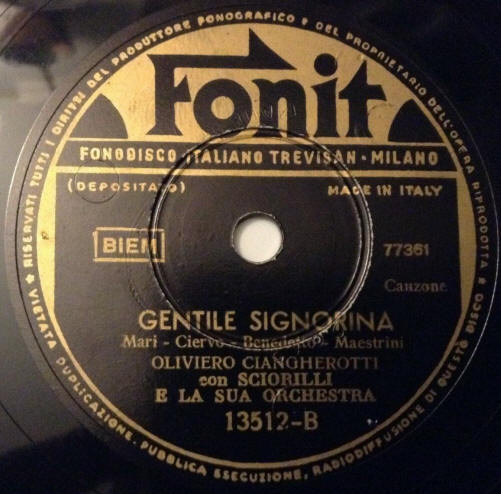 RISERVATI TUTTI I DIRITTI DEL PRODUTTORE FONOGRAFICO E DEL PROPRIETARIO DELL'OPERA RIPRODOTTA ★
Fonit
FONODISCO ITALIANO TREVISAN · MILANO
(DEPOSITATO)
MADE IN ITALY
BIEM
77361
Canzone
GENTILE SIGNORINA
Mari - Ciervo - Benedetto - Maestrini
OLIVIERO CIANGHEROTTI
con SCIORILLI
E LA SUA ORCHESTRA
13512-B
VIETATA DUPLICAZIONE, PUBBLICA ESECUZIONE, RADIODIFFUSIONE DI QUESTO DISCO ★